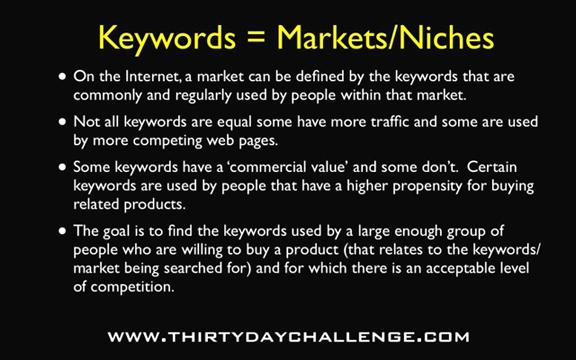 Keywords = Markets/Niches
• On the Internet, a market can be defined by the keywords that are
commonly and regularly used by people within that market.
• Not all keywords are equal some have more traffic and some are used
by more competing web pages.
• Some keywords have a ‘commercial value’ and some don’t.  Certain
keywords are used by people that have a higher propensity for buying
related products.
• The goal is to find the keywords used by a large enough group of
people who are willing to buy a product (that relates to the keywords/
market being searched for) and for which there is an acceptable level
of competition.
WWW.THIRTYDAYCHALLENGE.COM